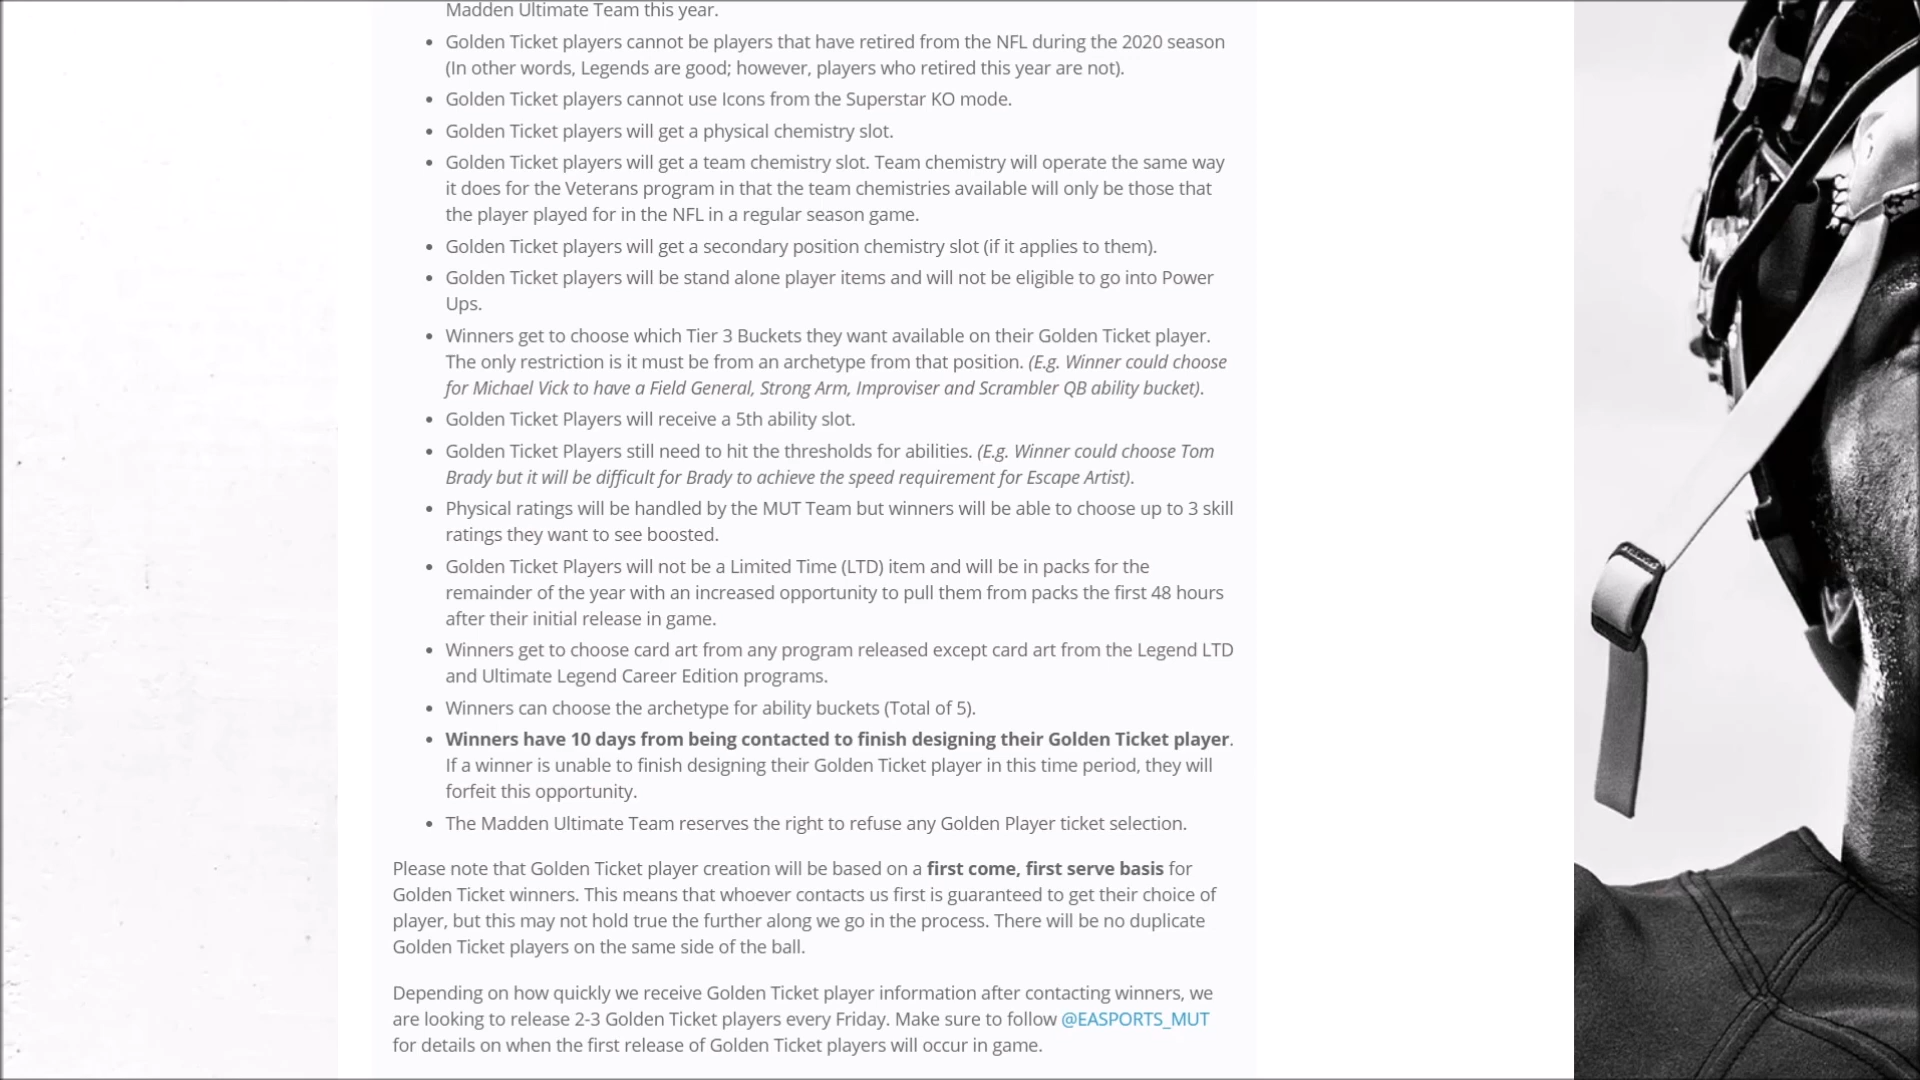 Madden Ultimate Team this year.
• Golden Ticket players cannot be players that have retired from the NFL during the 2020 season
(In other words, Legends are good; however, players who retired this year are not).
• Golden Ticket players cannot use Icons from the Superstar KO mode.
• Golden Ticket players will get a physical chemistry slot.
• Golden Ticket players will get a team chemistry slot. Team chemistry will operate the same way
it does for the Veterans program in that the team chemistries available will only be those that
the player played for in the NFL in a regular season game.
• Golden Ticket players will get a secondary position chemistry slot (if it applies to them).
• Golden Ticket players will be stand alone player items and will not be eligible to go into Power
Ups.
• Winners get to choose which Tier 3 Buckets they want available on their Golden Ticket player.
The only restriction is it must be from an archetype from that position. (E.g. Winner could choose
for Michael Vick to have a Field General, Strong Arm, Improviser and Scrambler QB ability bucket).
• Golden Ticket Players will receive a 5th ability slot.
• Golden Ticket Players still need to hit the thresholds for abilities. (E.g. Winner could choose Tom
Brady but it will be difficult for Brady to achieve the speed requirement for Escape Artist).
• Physical ratings will be handled by the MUT Team but winners will be able to choose up to 3 skill
ratings they want to see boosted.
• Golden Ticket Players will not be a Limited Time (LTD) item and will be in packs for the
remainder of the year with an increased opportunity to pull them from packs the first 48 hours
after their initial release in game.
• Winners get to choose card art from any program released except card art from the Legend LTD
and Ultimate Legend Career Edition programs.
• Winners can choose the archetype for ability buckets (Total of 5).
• Winners have 10 days from being contacted to finish designing their Golden Ticket player.
If a winner is unable to finish designing their Golden Ticket player in this time period, they will
forfeit this opportunity.
• The Madden Ultimate Team reserves the right to refuse any Golden Player ticket selection.
Please note that Golden Ticket player creation will be based on a first come, first serve basis for
Golden Ticket winners. This means that whoever contacts us first is guaranteed to get their choice of
player, but this may not hold true the further along we go in the process. There will be no duplicate
Golden Ticket players on the same side of the ball.
Depending on how quickly we receive Golden Ticket player information after contacting winners, we
are looking to release 2-3 Golden Ticket players every Friday. Make sure to follow @EASPORTS_MUT
for details on when the first release of Golden Ticket players will occur in game.